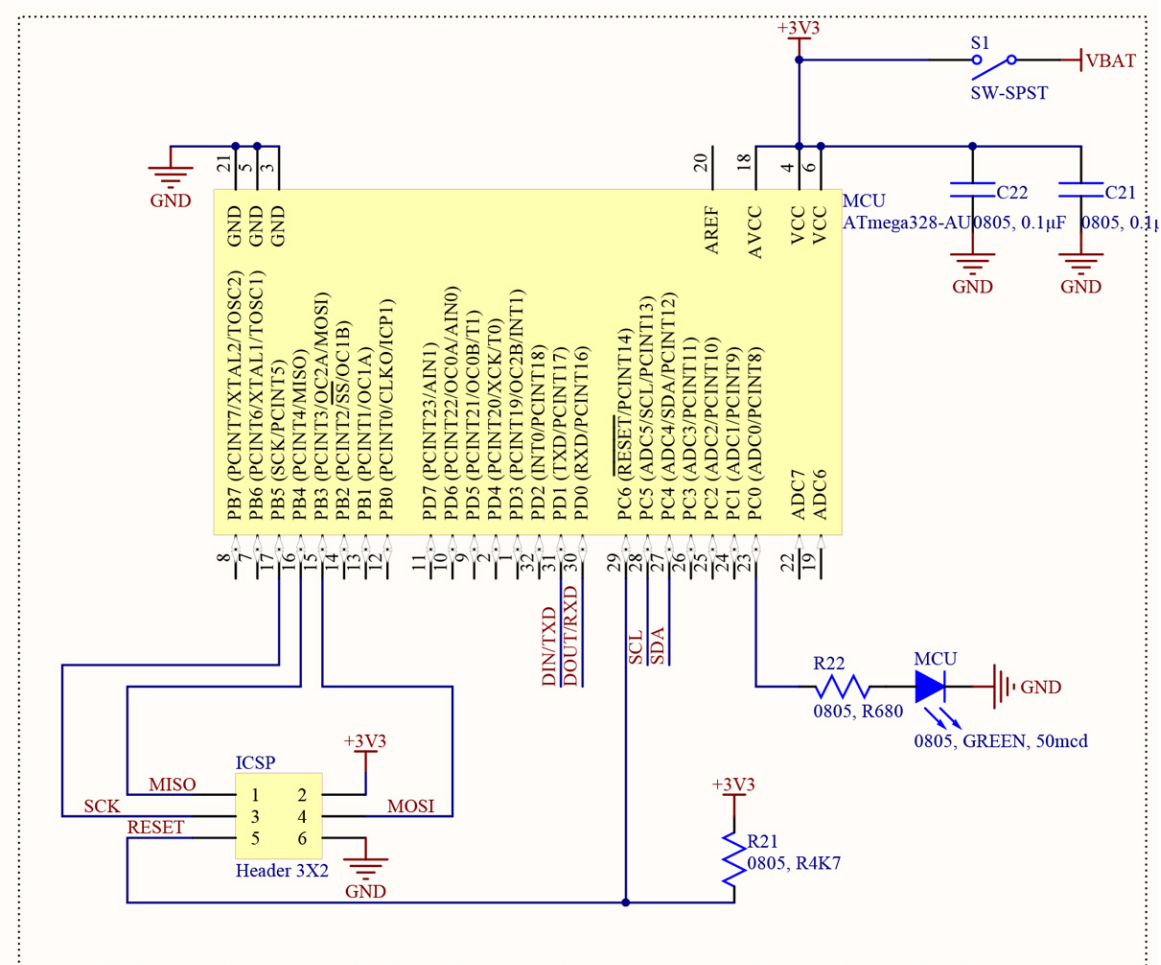 +3V3
S1
VBAT
SW-SPST
21
5
3
20
18
4
6
GND
GND
GND
GND
AREF
AVCC
VCC
VCC
MCU
ATmega328-AU
C22
0805, 0.1µF
C21
0805, 0.1µ
GND
GND
PB7 (PCINT7/XTAL2/TOSC2)
PB6 (PCINT6/XTAL1/TOSC1)
PB5 (SCK/PCINT5)
PB4 (PCINT4/MISO)
PB3 (PCINT3/OC2A/MOSI)
PB2 (PCINT2/SS/OC1B)
PB1 (PCINT1/OC1A)
PB0 (PCINT0/CLKO/ICP1)
PD7 (PCINT23/AIN1)
PD6 (PCINT22/OC0A/AIN0)
PD5 (PCINT21/OC0B/T1)
PD4 (PCINT20/XCK/T0)
PD3 (PCINT19/OC2B/INT1)
PD2 (INT0/PCINT18)
PD1 (TXD/PCINT17)
PD0 (RXD/PCINT16)
PC6 (RESET/PCINT14)
PC5 (ADC5/SCL/PCINT13)
PC4 (ADC4/SDA/PCINT12)
PC3 (ADC3/PCINT11)
PC2 (ADC2/PCINT10)
PC1 (ADC1/PCINT9)
PC0 (ADC0/PCINT8)
ADC7
ADC6
8
7
17
16
15
14
13
12
11
10
9
2
1
32
31
30
29
28
27
26
25
24
23
22
19
DIN/TXD
DOUT/RXD
SCL
SDA
R22
0805, R680
MCU
GND
0805, GREEN, 50mcd
+3V3
ICSP
MISO
1
2
SCK
3
4
MOSI
RESET
5
6
Header 3X2
GND
+3V3
R21
0805, R4K7